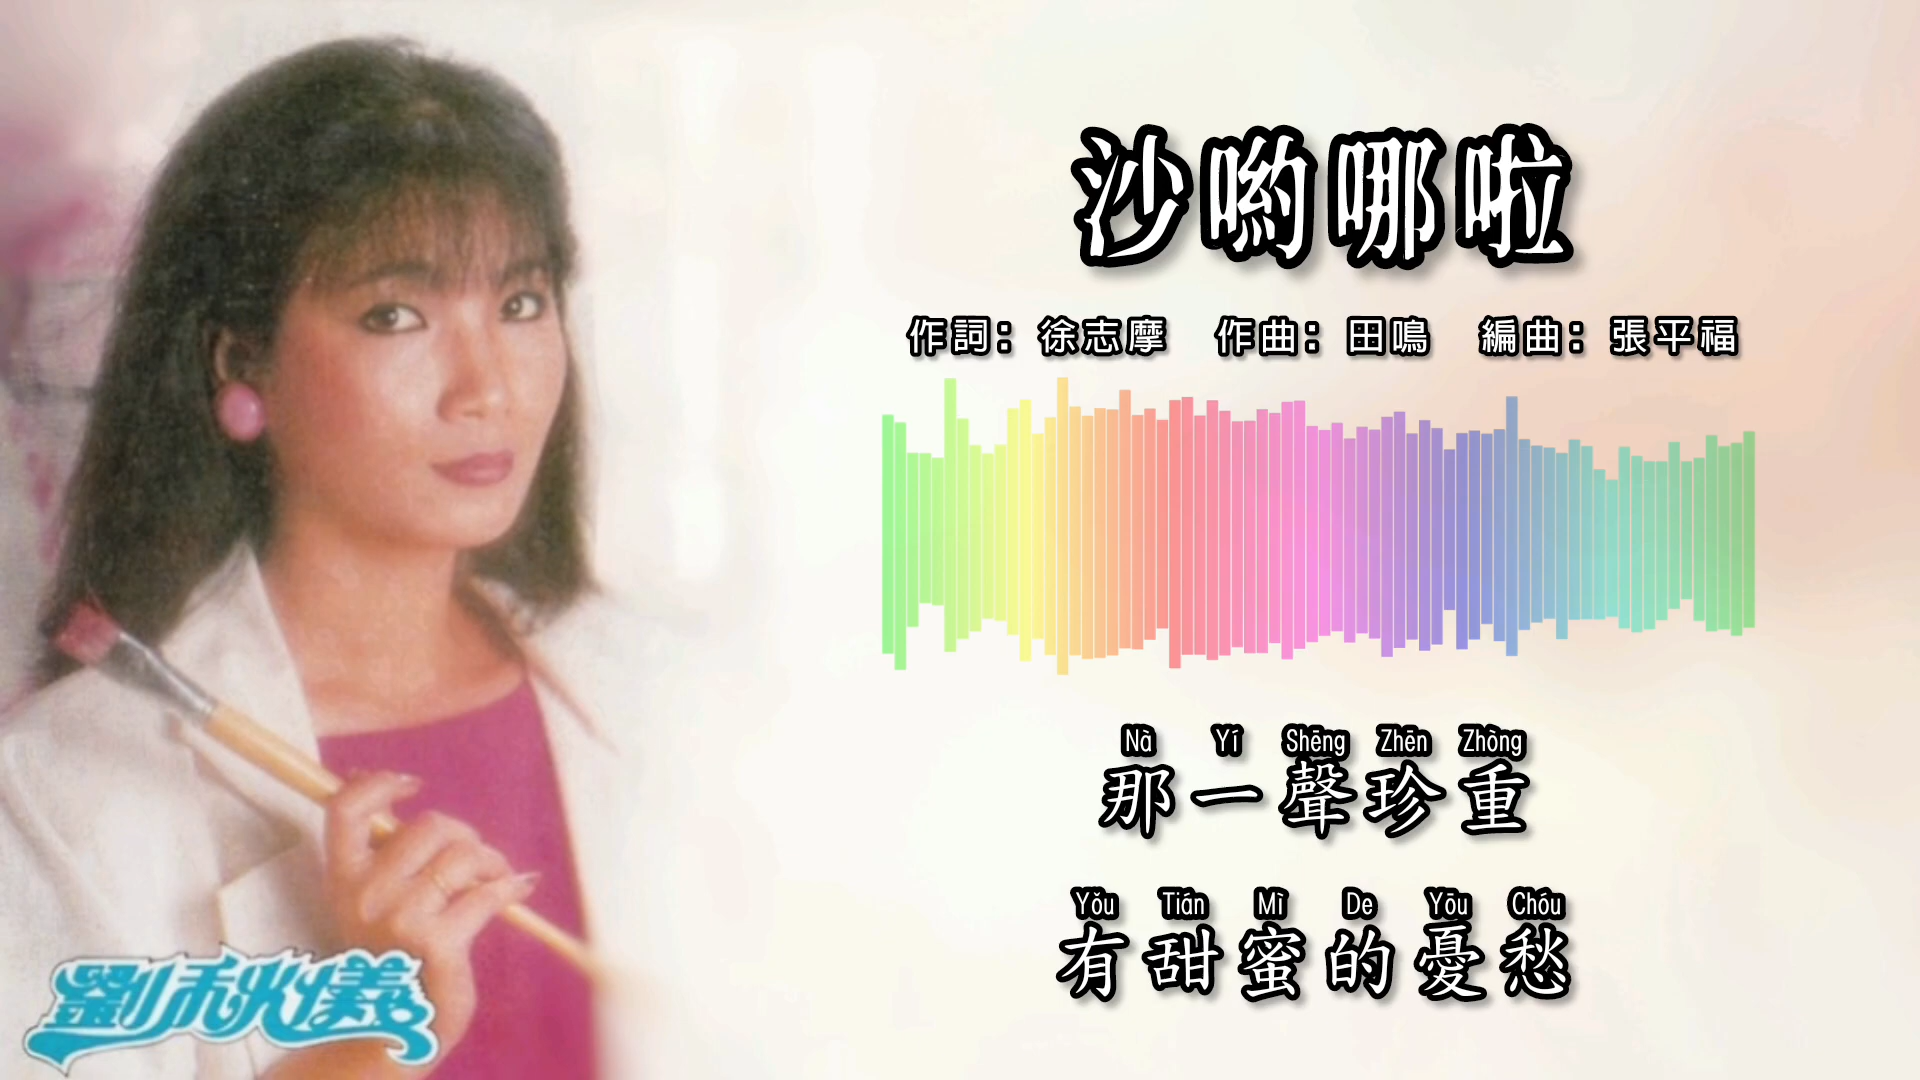 沙喲哪啦
作詞：徐志摩　作曲：田鳴　編曲：張平福
Nà Yí Shēng Zhēn Zhòng
那一聲珍重
Yǒu Tián Mì De Yōu Chóu
有甜蜜的憂愁
劉秋儀